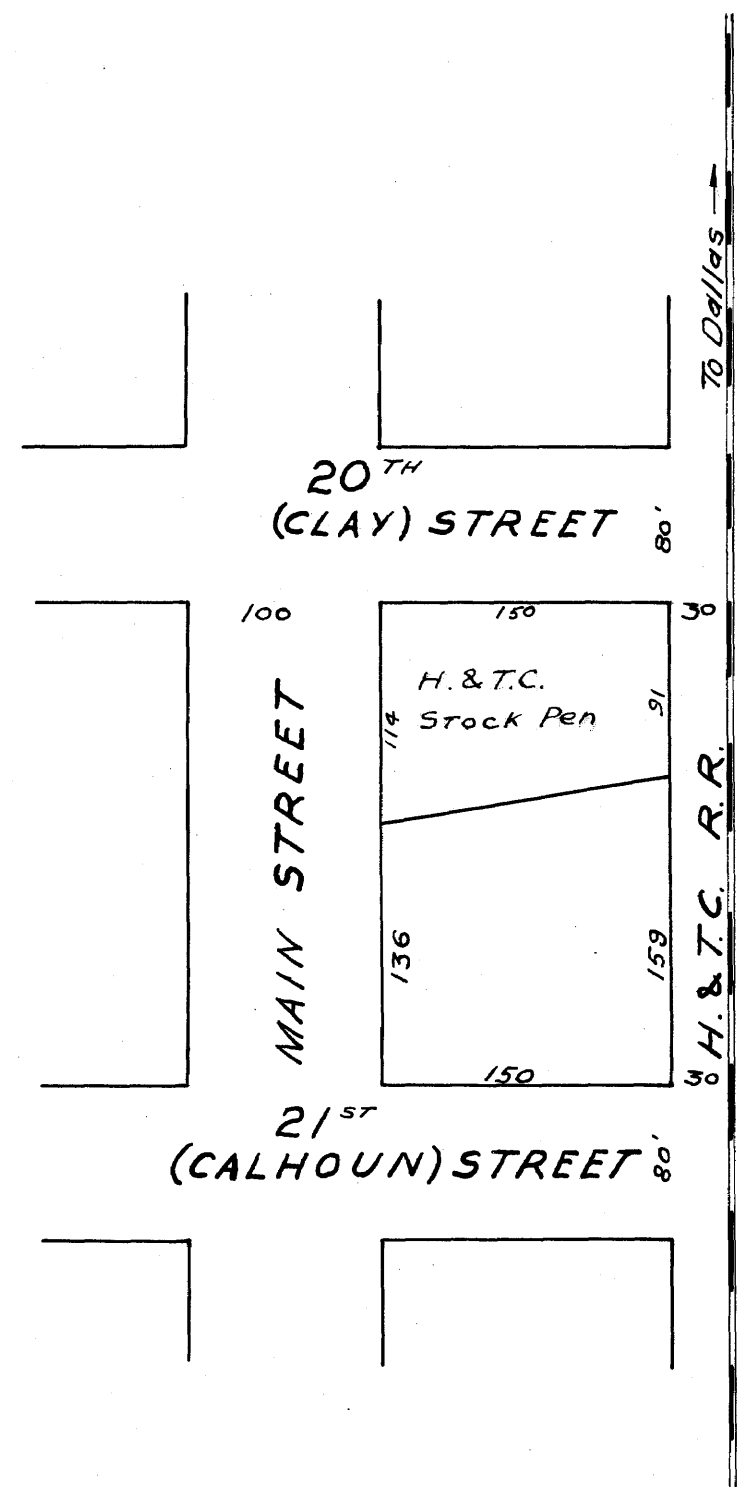 To Dallas
20TH
(CLAY) STREET
80'
100
150
30
H. & T.C.
Stock Pen
114
91
MAIN STREET
H. & T.C. R.R.
136
159
150
30
21ST
(CALHOUN) STREET
80'